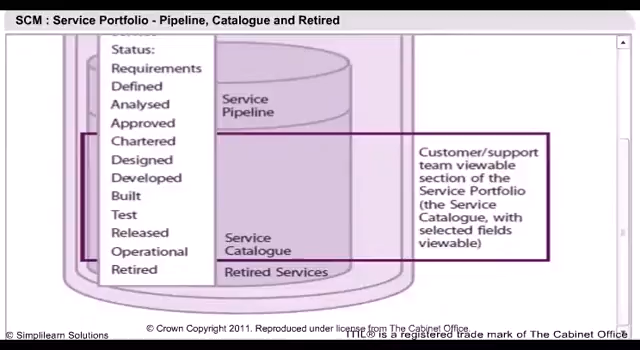 SCM : Service Portfolio - Pipeline, Catalogue and Retired
Status:
Requirements
Defined
Analysed
Approved
Chartered
Designed
Developed
Built
Test
Released
Operational
Retired
Service
Pipeline
Service
Catalogue
Retired Services
Customer/support
team viewable
section of the
Service Portfolio
(the Service
Catalogue, with
selected fields
viewable)
© Crown Copyright 2011. Reproduced under license from The Cabinet Office.
© Simplilearn Solutions
ITIL® is a registered trade mark of The Cabinet Office